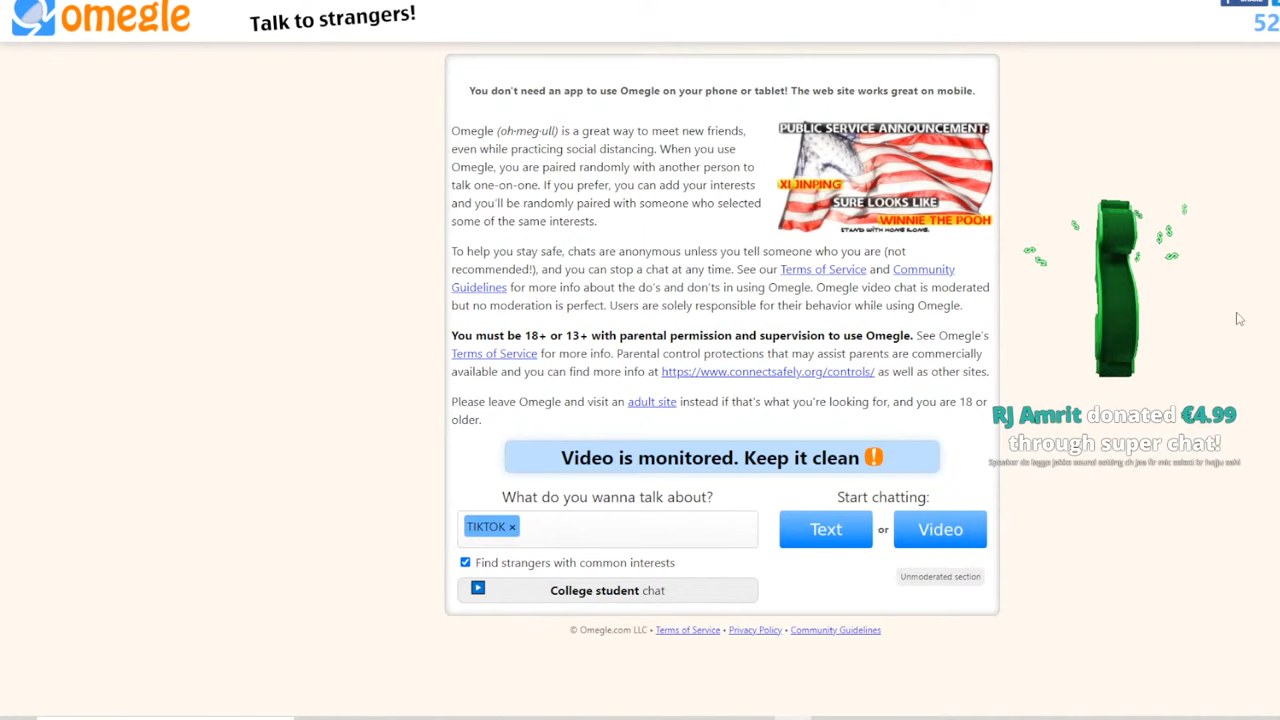 omegle
Talk to strangers!
52
You don't need an app to use Omegle on your phone or tablet! The web site works great on mobile.
Omegle (oh·meg·ull) is a great way to meet new friends,
even while practicing social distancing. When you use
Omegle, you are paired randomly with another person to
talk one-on-one. If you prefer, you can add your interests
and you'll be randomly paired with someone who selected
some of the same interests.
PUBLIC SERVICE ANNOUNCEMENT:
XI JINPING
SURE LOOKS LIKE
WINNIE THE POOH
STAND WITH HONG KONG.
To help you stay safe, chats are anonymous unless you tell someone who you are (not
recommended!), and you can stop a chat at any time. See our Terms of Service and Community
Guidelines for more info about the do's and don'ts in using Omegle. Omegle video chat is moderated
but no moderation is perfect. Users are solely responsible for their behavior while using Omegle.
You must be 18+ or 13+ with parental permission and supervision to use Omegle. See Omegle's
Terms of Service for more info. Parental control protections that may assist parents are commercially
available and you can find more info at https://www.connectsafely.org/controls/ as well as other sites.
Please leave Omegle and visit an adult site instead if that's what you're looking for, and you are 18 or
older.
Video is monitored. Keep it clean
What do you wanna talk about?
Start chatting:
TIKTOK ×
Text or Video
Find strangers with common interests
Unmoderated section
College student chat
© Omegle.com LLC • Terms of Service • Privacy Policy • Community Guidelines
RJ Amrit donated €4.99
through super chat!